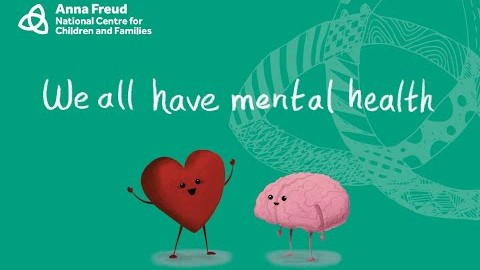 Anna Freud
National Centre for
Children and Families
We all have mental health